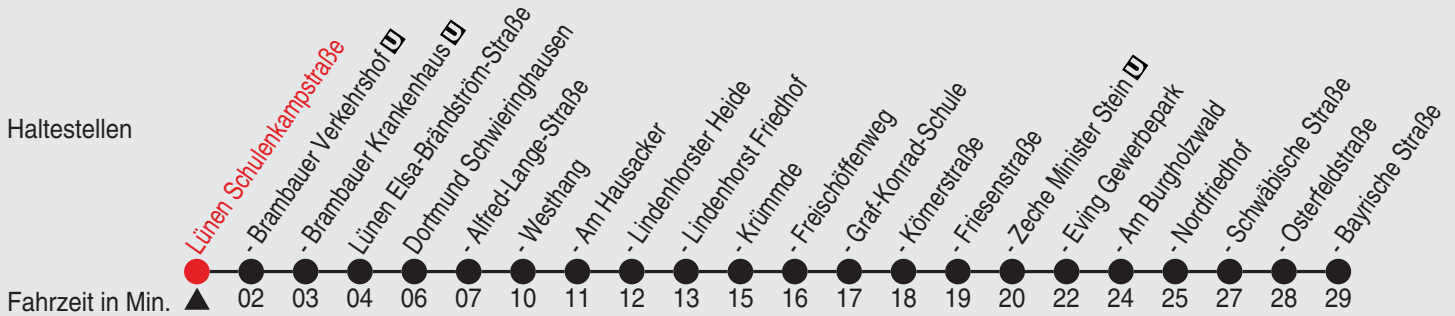 Haltestellen
Lünen Schulenkampstraße
- Brambauer Verkehrshof U
- Brambauer Krankenhaus U
Lünen Elsa-Brändström-Straße
Dortmund Schwieringhausen
- Alfred-Lange-Straße
- Westhang
- Am Hausacker
- Lindenhorster Heide
- Lindenhorst Friedhof
- Krümmde
- Freischöffenweg
- Graf-Konrad-Schule
- Körnerstraße
- Friesenstraße
- Zeche Minister Stein U
- Eving Gewerbepark
- Am Burgholzwald
- Nordfriedhof
- Schwäbische Straße
- Osterfeldstraße
- Bayrische Straße
Fahrzeit in Min. ▲ 02 03 04 06 07 10 11 12 13 15 16 17 18 19 20 22 24 25 27 28 29